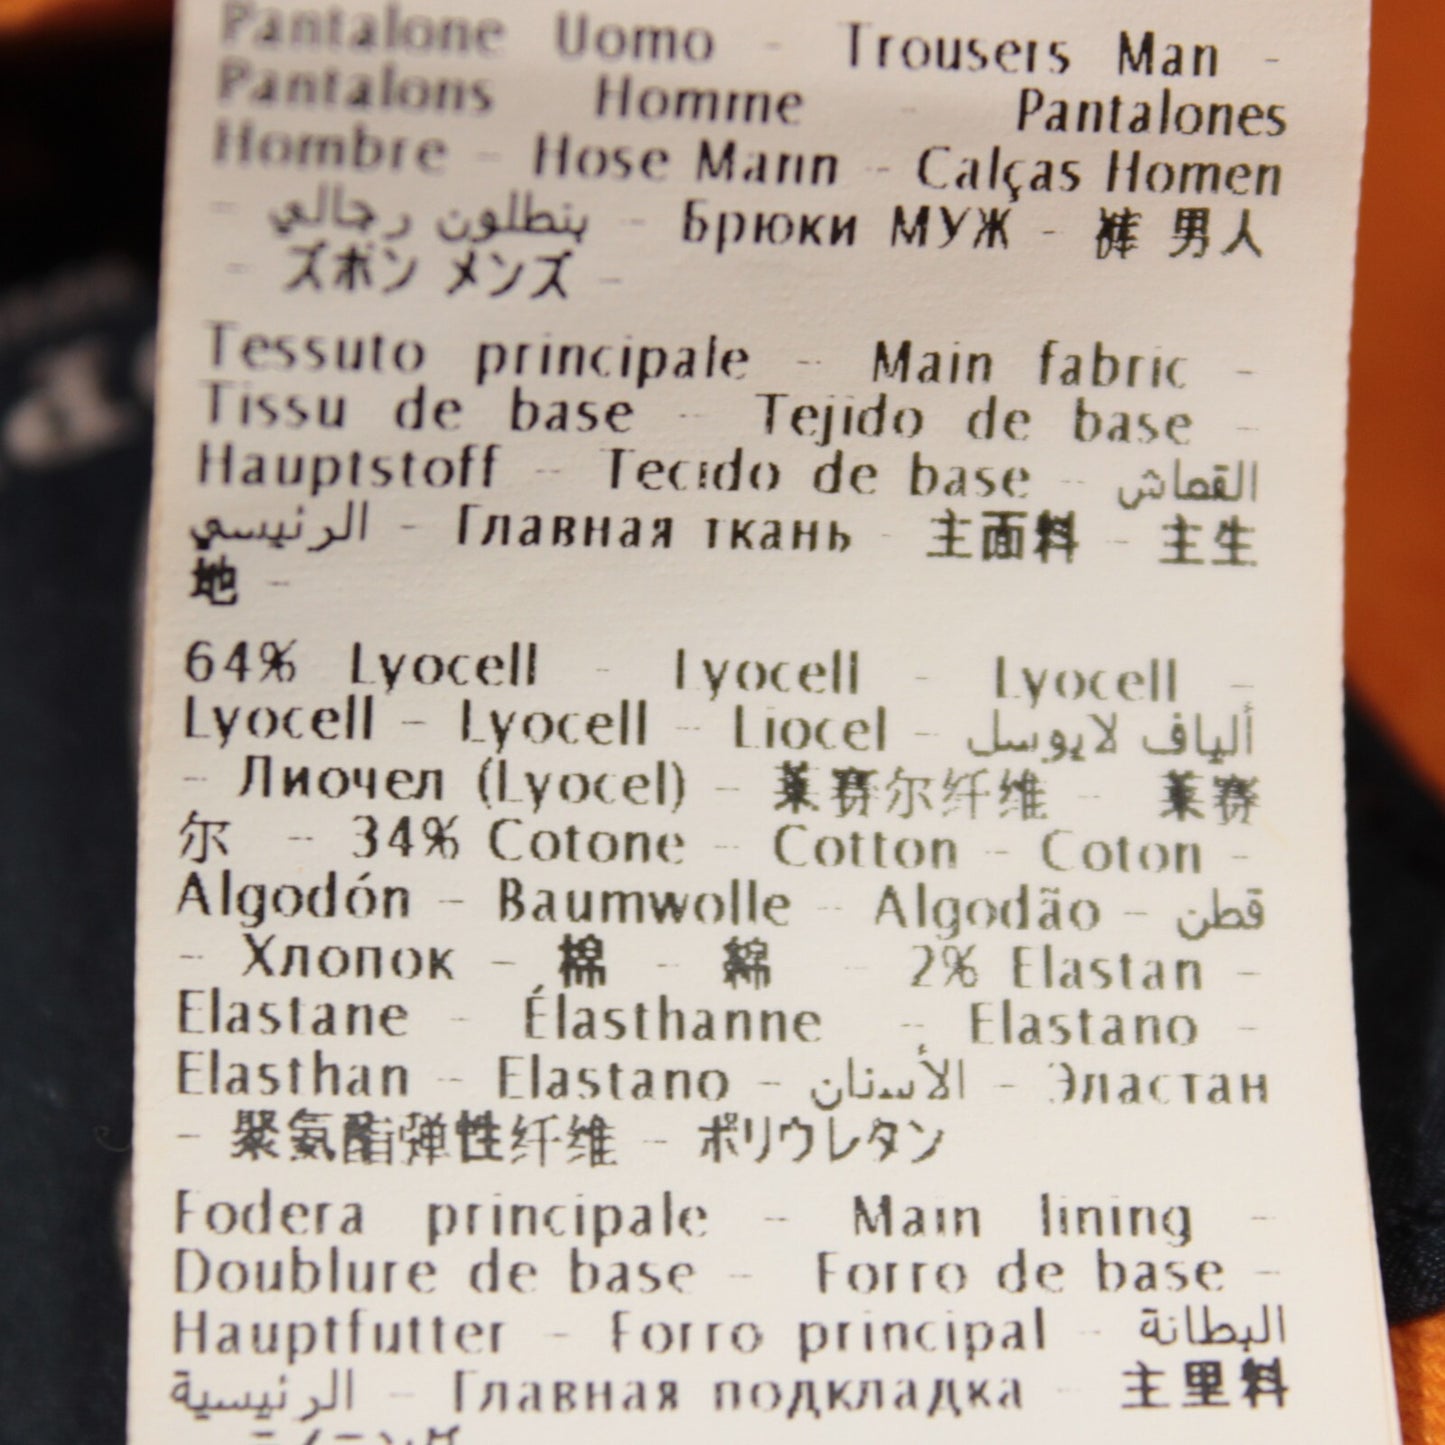 Pantalone Uomo - Trousers Man -
Pantalons Homme - Pantalones
Hombre - Hose Mann - Calças Homen
- بنطلون رجالي - Брюки МУЖ - 裤 男人
- ズボン メンズ -
Tessuto principale - Main fabric -
Tissu de base - Tejido de base -
Hauptstoff - Tecido de base - القماش
الرئيسي - Главная ткань - 主面料 - 主生
地 -
64% Lyocell - Lyocell - Lyocell -
Lyocell - Lyocell - Liocel - ألياف لايوسل
- Лиочел (Lyocel) - 莱赛尔纤维 - 莱赛
尔 - 34% Cotone - Cotton - Coton -
Algodón - Baumwolle - Algodão - قطن
- Хлопок - 棉 - 綿 - 2% Elastan -
Elastane - Élasthanne - Elastano -
Elasthan - Elastano - الأستان - Эластан
- 聚氨酯弹性纤维 - ポリウレタン
Fodera principale - Main lining -
Doublure de base - Forro de base -
Hauptfutter - Forro principal - البطانة
الرئيسية - Главная подкладка - 主里料